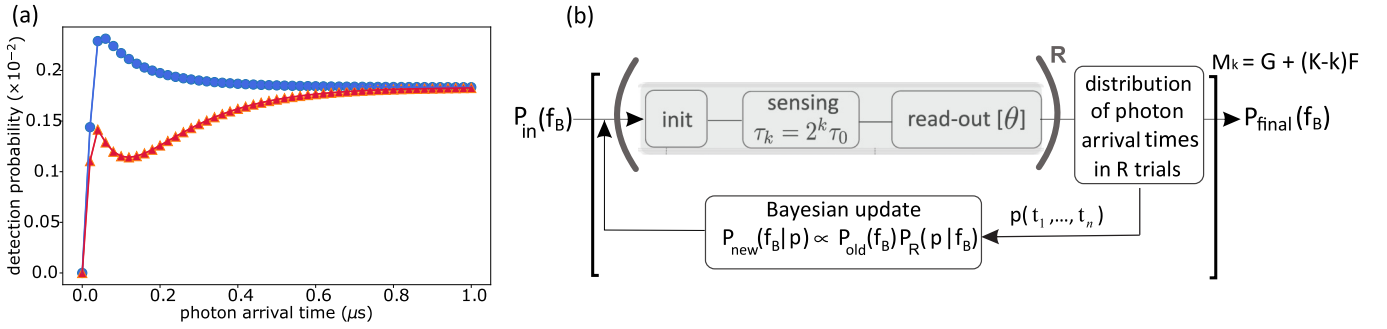 (a)
detection probability (×10⁻²)
0.2
0.15
0.1
0.05
0.0
0.0 0.2 0.4 0.6 0.8 1.0
photon arrival time (μs)
(b)
P_in(f_B)
init
sensing
τ_k = 2^k τ_0
read-out [θ]
R
distribution
of photon
arrival times
in R trials
M_k = G + (K-k)F
P_final(f_B)
p(t_1,...,t_n)
Bayesian update
P_new(f_B|p) ∝ P_old(f_B)P_R(p|f_B)